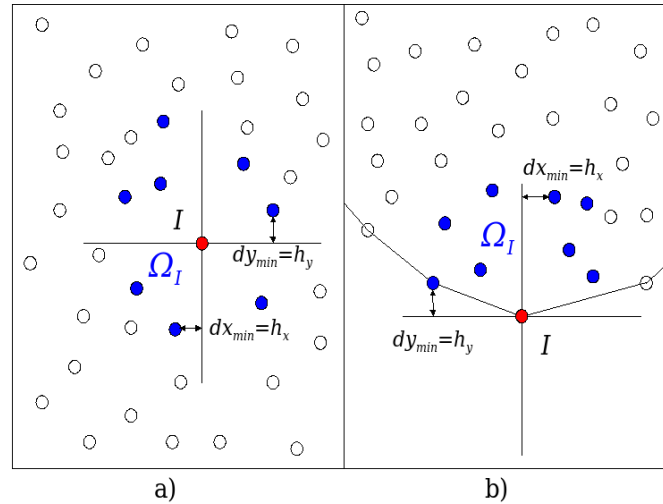 I
Ω_I
dy_min=h_y
dx_min=h_x
a)
dx_min=h_x
Ω_I
I
dy_min=h_y
b)